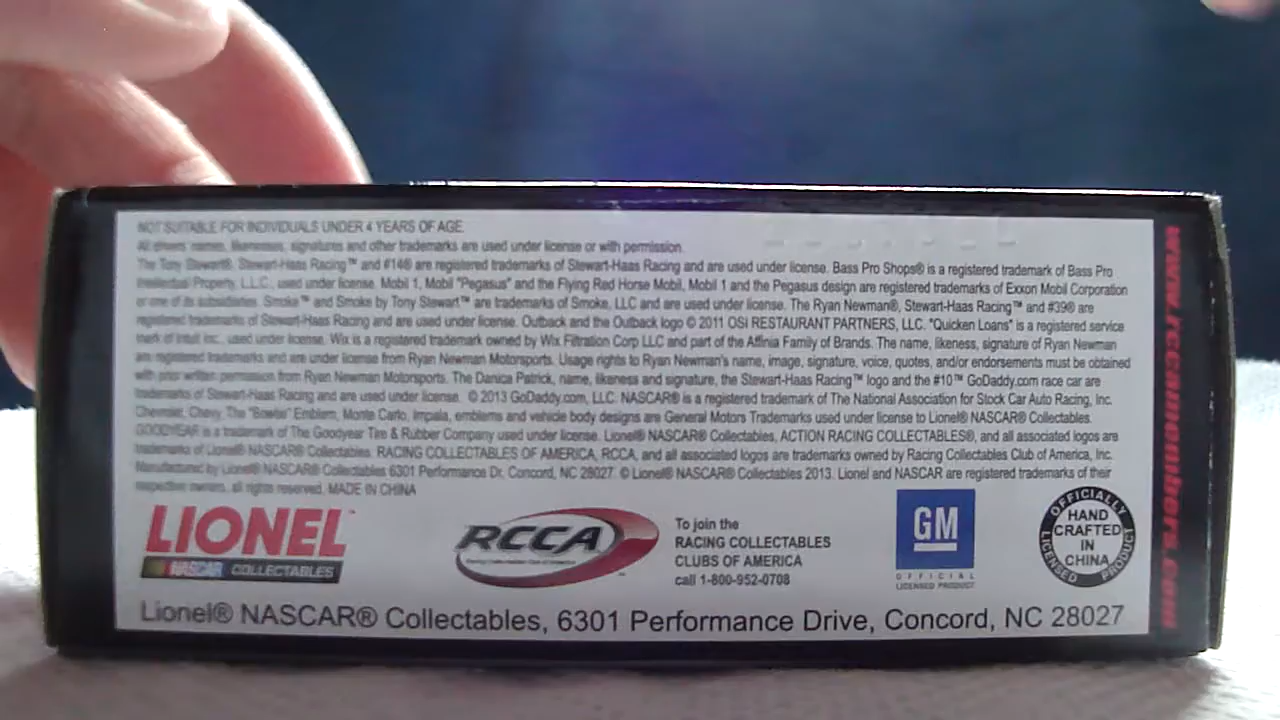 NOT SUITABLE FOR INDIVIDUALS UNDER 4 YEARS OF AGE.
All drivers names, likenesses, signatures and other trademarks are used under license or with permission.
The Tony Stewart®, Stewart-Haas Racing™ and #14® are registered trademarks of Stewart-Haas Racing and are used under license. Bass Pro Shops® is a registered trademark of Bass Pro
Intellectual Property, L.L.C., used under license. Mobil 1, Mobil "Pegasus" and the Flying Red Horse Mobil, Mobil 1 and the Pegasus design are registered trademarks of Exxon Mobil Corporation
or one of its subsidiaries. Smoke™ and Smoke by Tony Stewart™ are trademarks of Smoke, LLC and are used under license. The Ryan Newman®, Stewart-Haas Racing™ and #39® are
registered trademarks of Stewart-Haas Racing and are used under license. Outback and the Outback logo © 2011 OSI RESTAURANT PARTNERS, LLC. "Quicken Loans" is a registered service
mark of Intuit Inc., used under license. Wix is a registered trademark owned by Wix Filtration Corp LLC and part of the Affinia Family of Brands. The name, likeness, signature of Ryan Newman
are registered trademarks and are under license from Ryan Newman Motorsports. Usage rights to Ryan Newman's name, image, signature, voice, quotes, and/or endorsements must be obtained
with prior written permission from Ryan Newman Motorsports. The Danica Patrick, name, likeness and signature, the Stewart-Haas Racing™ logo and the #10™ GoDaddy.com race car are
trademarks of Stewart-Haas Racing and are used under license. © 2013 GoDaddy.com, LLC. NASCAR® is a registered trademark of The National Association for Stock Car Auto Racing, Inc.
Chevrolet, Chevy, The "Bowtie" Emblem, Monte Carlo, Impala, emblems and vehicle body designs are General Motors Trademarks used under license to Lionel® NASCAR® Collectables.
GOODYEAR is a trademark of The Goodyear Tire & Rubber Company used under license. Lionel® NASCAR® Collectables, ACTION RACING COLLECTABLES®, and all associated logos are
trademarks of Lionel® NASCAR® Collectables. RACING COLLECTABLES OF AMERICA, RCCA, and all associated logos are trademarks owned by Racing Collectables Club of America, Inc.
Manufactured by Lionel® NASCAR® Collectables 6301 Performance Dr. Concord, NC 28027. © Lionel® NASCAR® Collectables 2013. Lionel and NASCAR are registered trademarks of their
respective owners, all rights reserved. MADE IN CHINA
LIONEL™
NASCAR COLLECTABLES
RCCA
To join the
RACING COLLECTABLES
CLUBS OF AMERICA
call 1-800-952-0708
GM
OFFICIAL
LICENSED PRODUCT
OFFICIALLY LICENSED PRODUCT
HAND
CRAFTED
IN
CHINA
Lionel® NASCAR® Collectables, 6301 Performance Drive, Concord, NC 28027
www.rccamembers.com